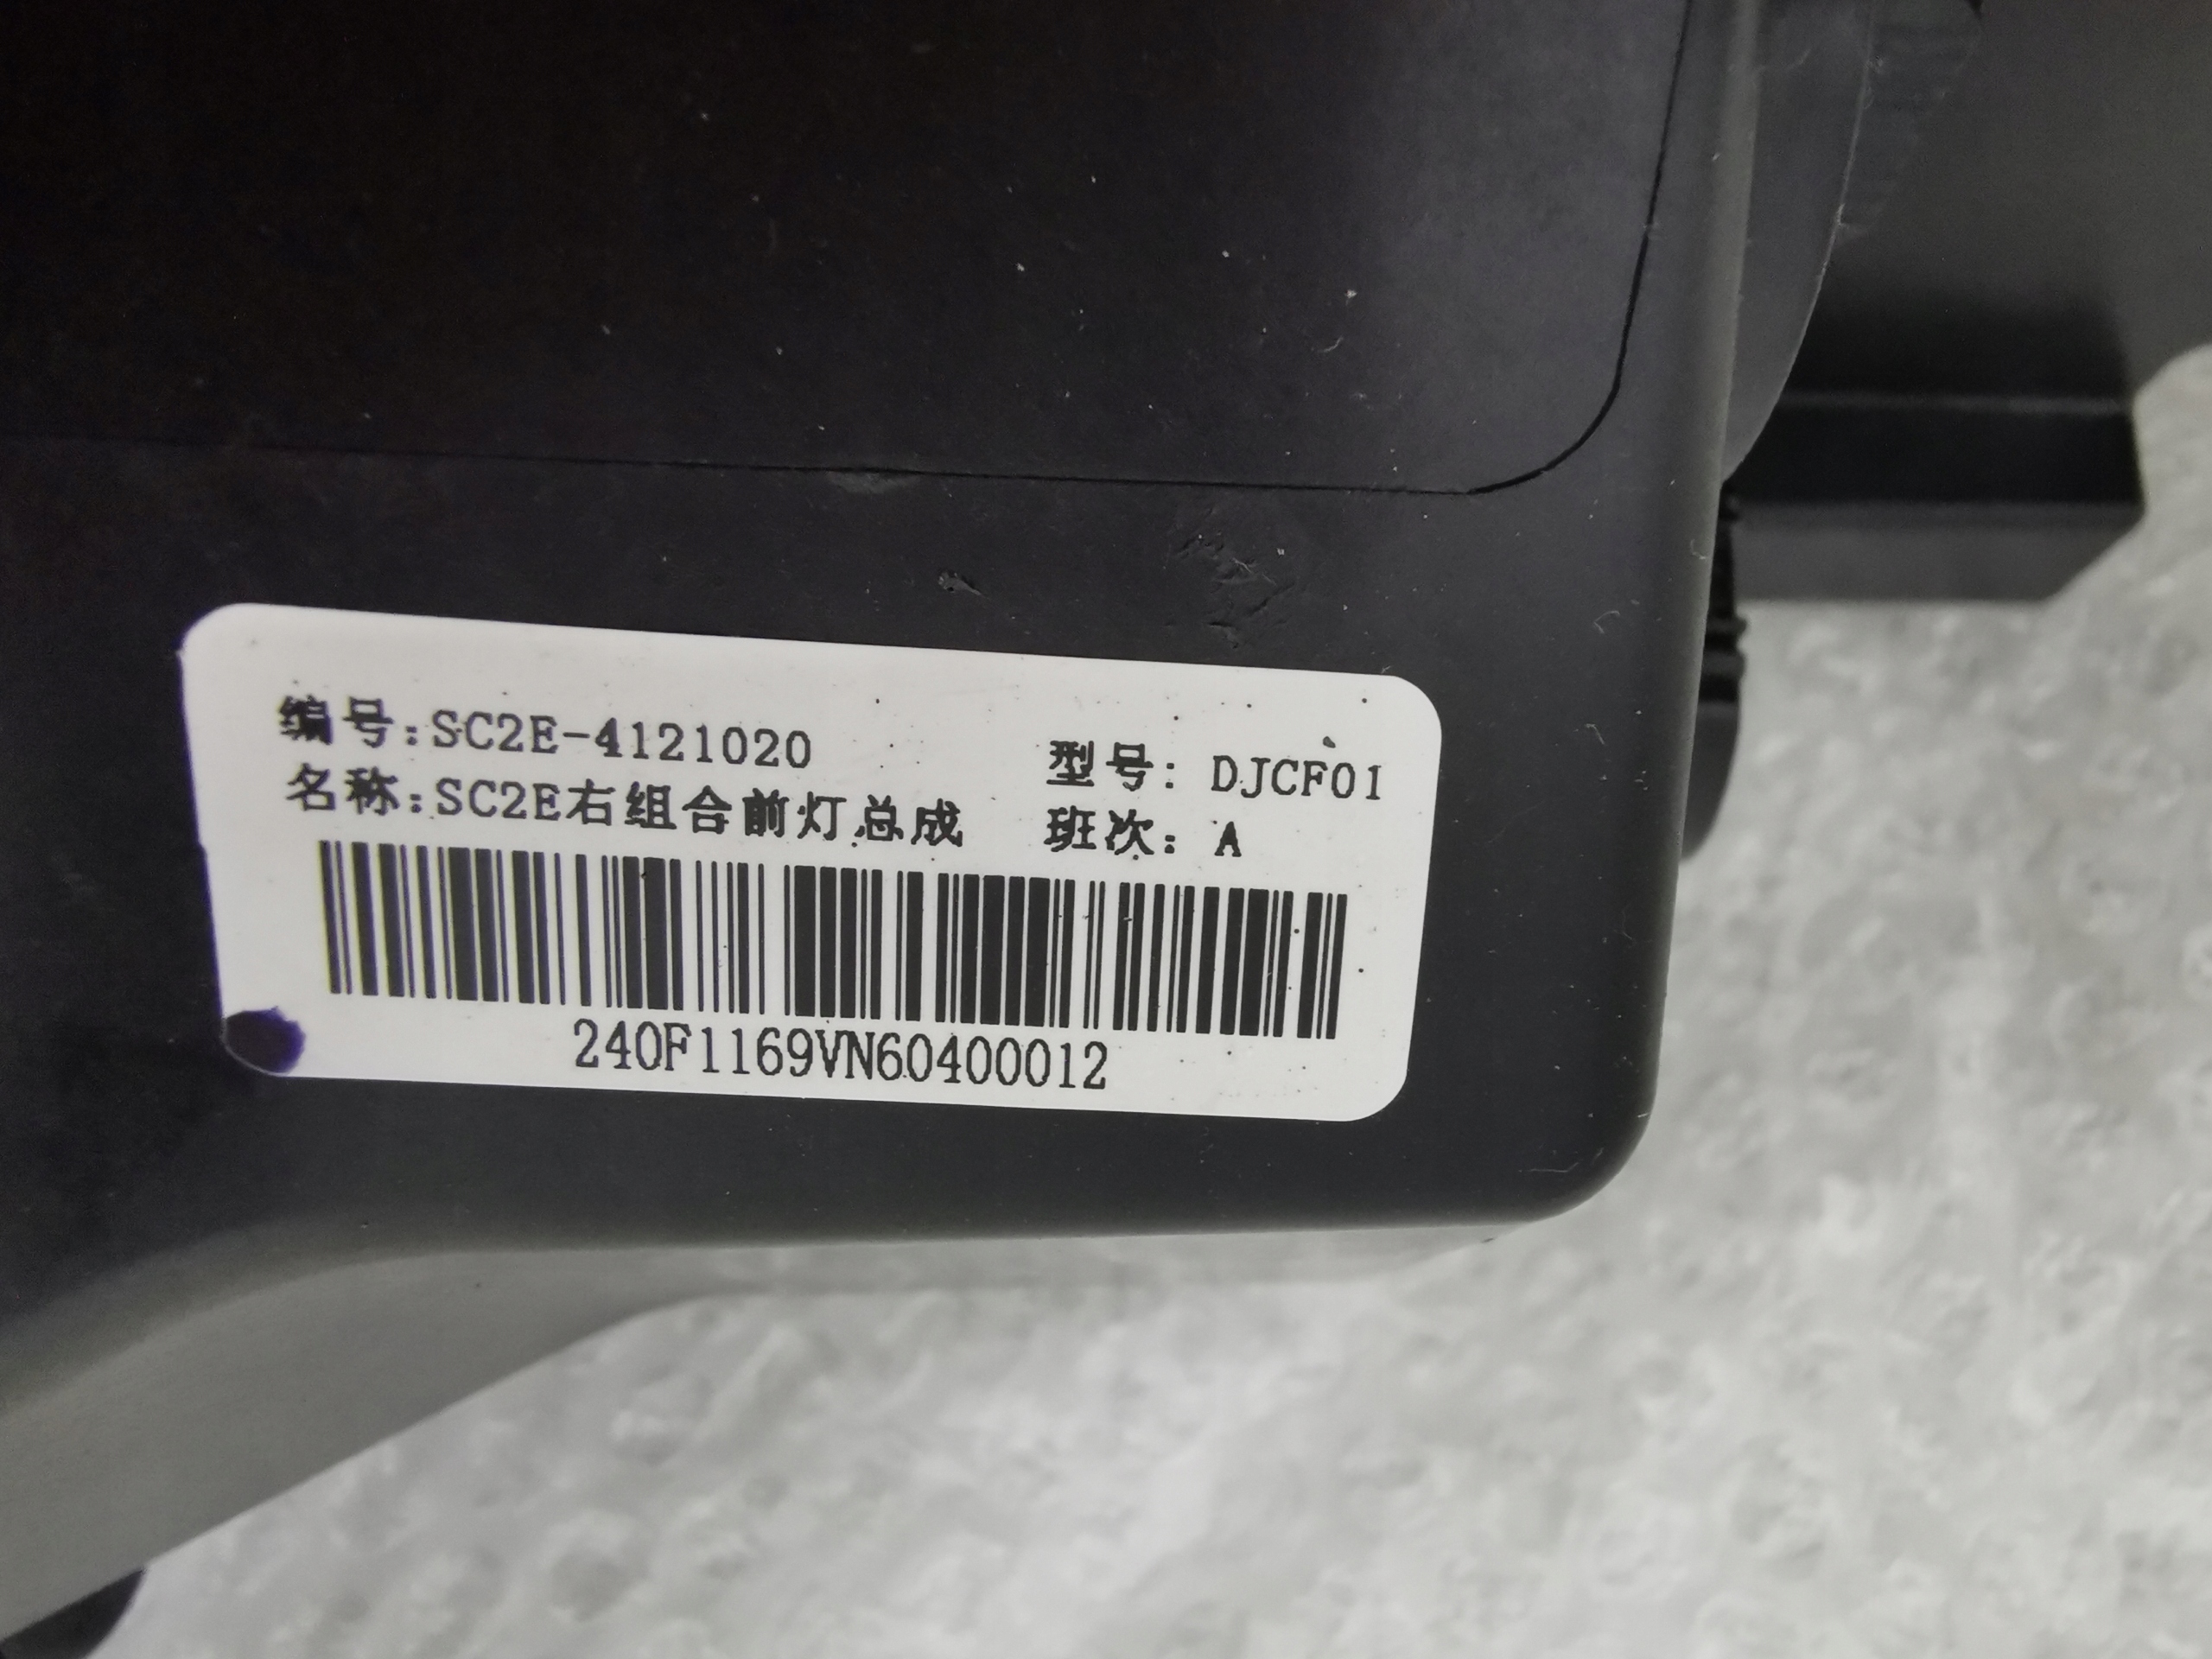 编号:SC2E-4121020 型号: DJCF01
名称:SC2E右组合前灯总成 班次: A
240F1169VN60400012